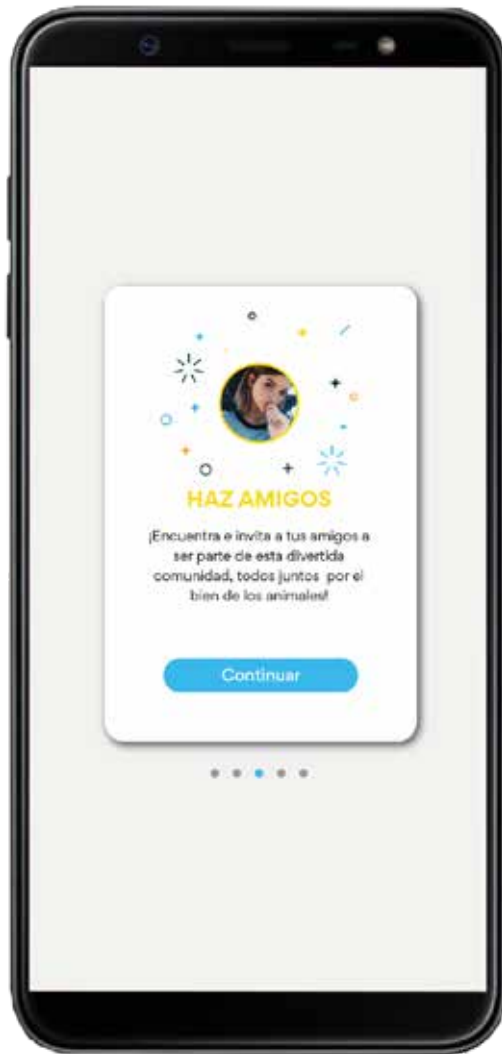 HAZ AMIGOS
¡Encuentra e invita a tus amigos a
ser parte de esta divertida
comunidad, todos juntos por el
bien de los animales!
Continuar